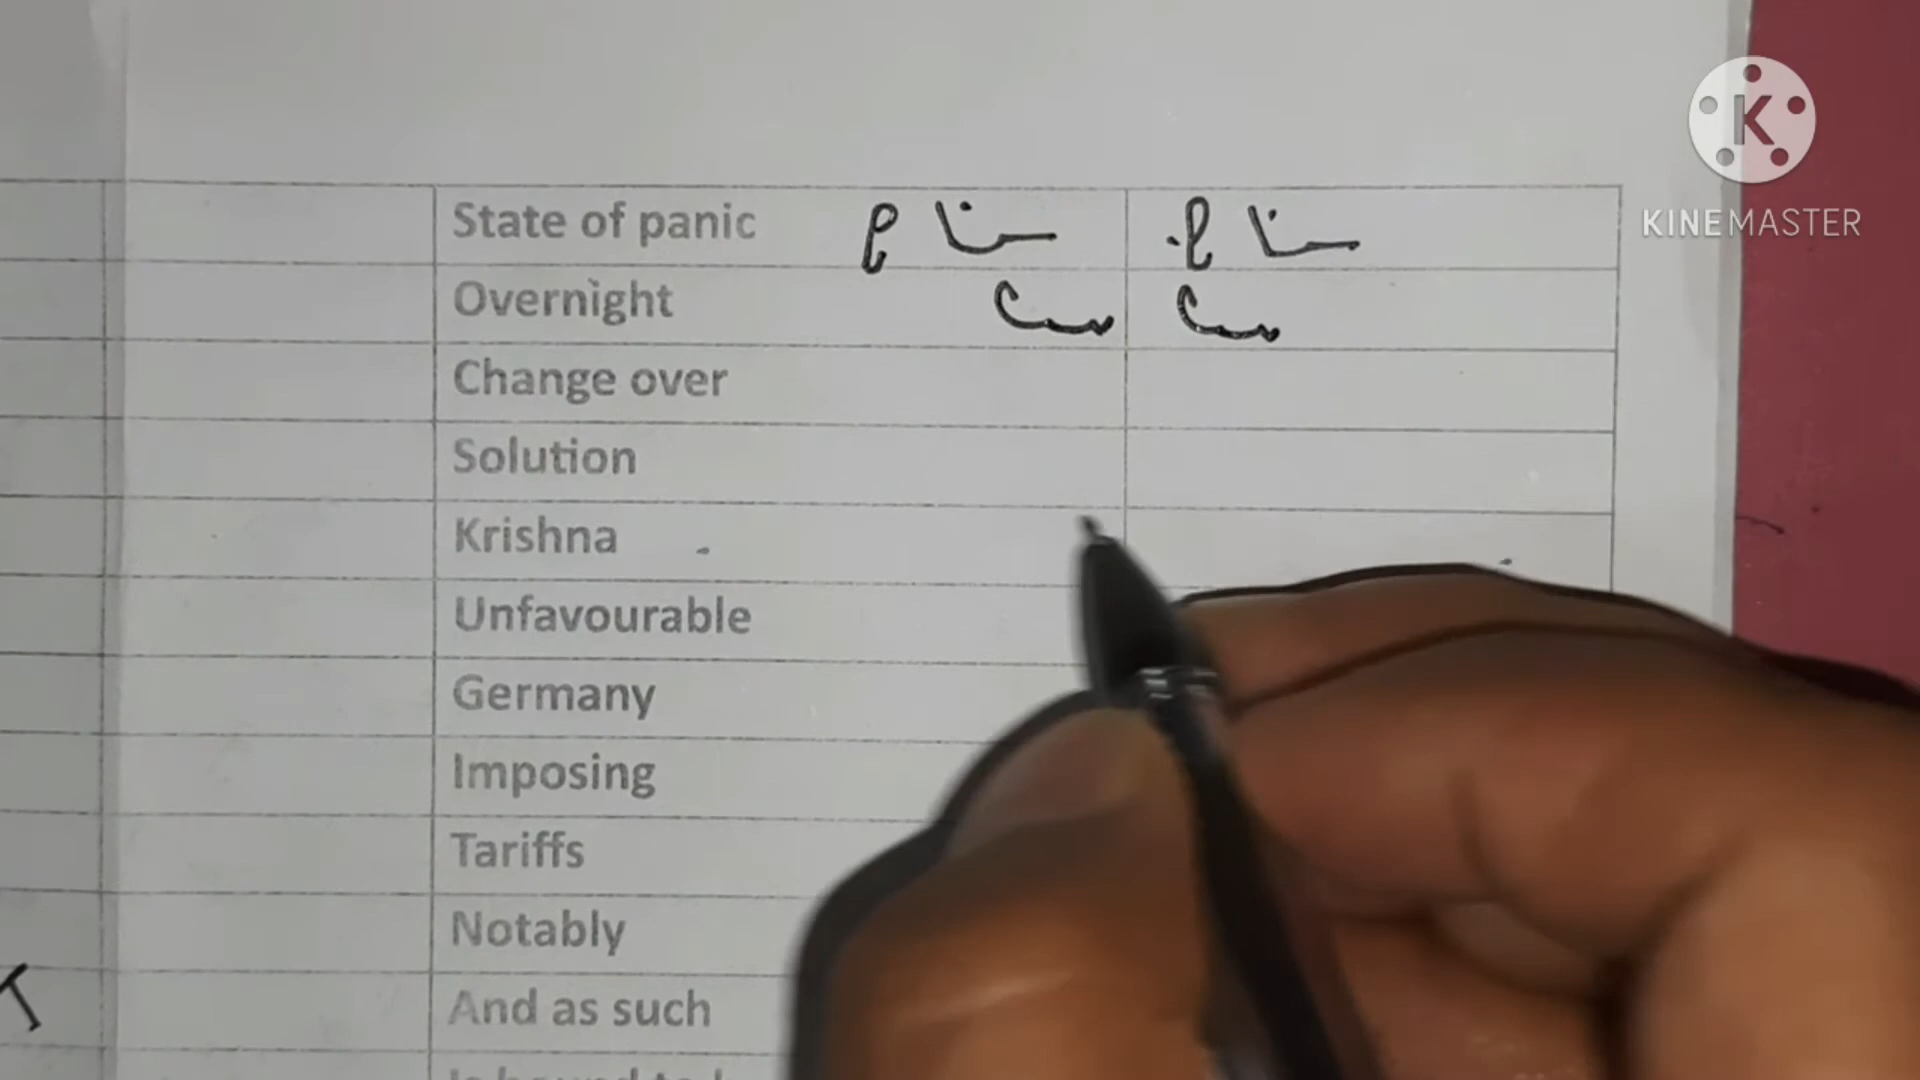 K
KINEMASTER
State of panic
Overnight
Change over
Solution
Krishna
Unfavourable
Germany
Imposing
Tariffs
Notably
And as such